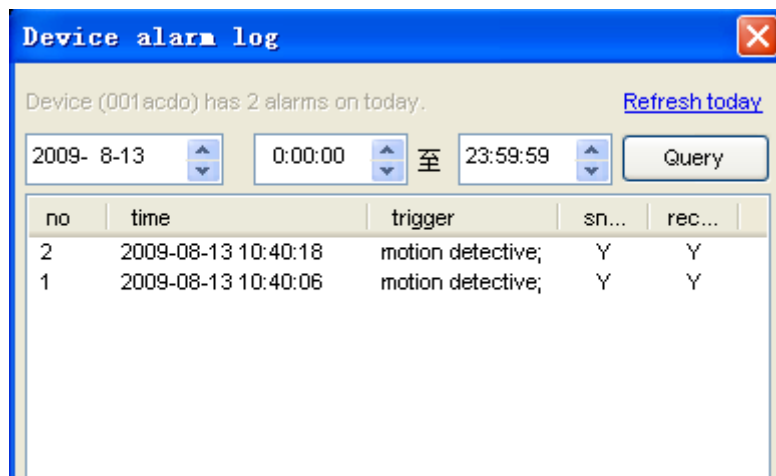 Device alarm log
Device (001acdo) has 2 alarms on today. Refresh today
2009- 8-13 0:00:00 至 23:59:59 Query
no time trigger sn... rec...
2 2009-08-13 10:40:18 motion detective; Y Y
1 2009-08-13 10:40:06 motion detective; Y Y